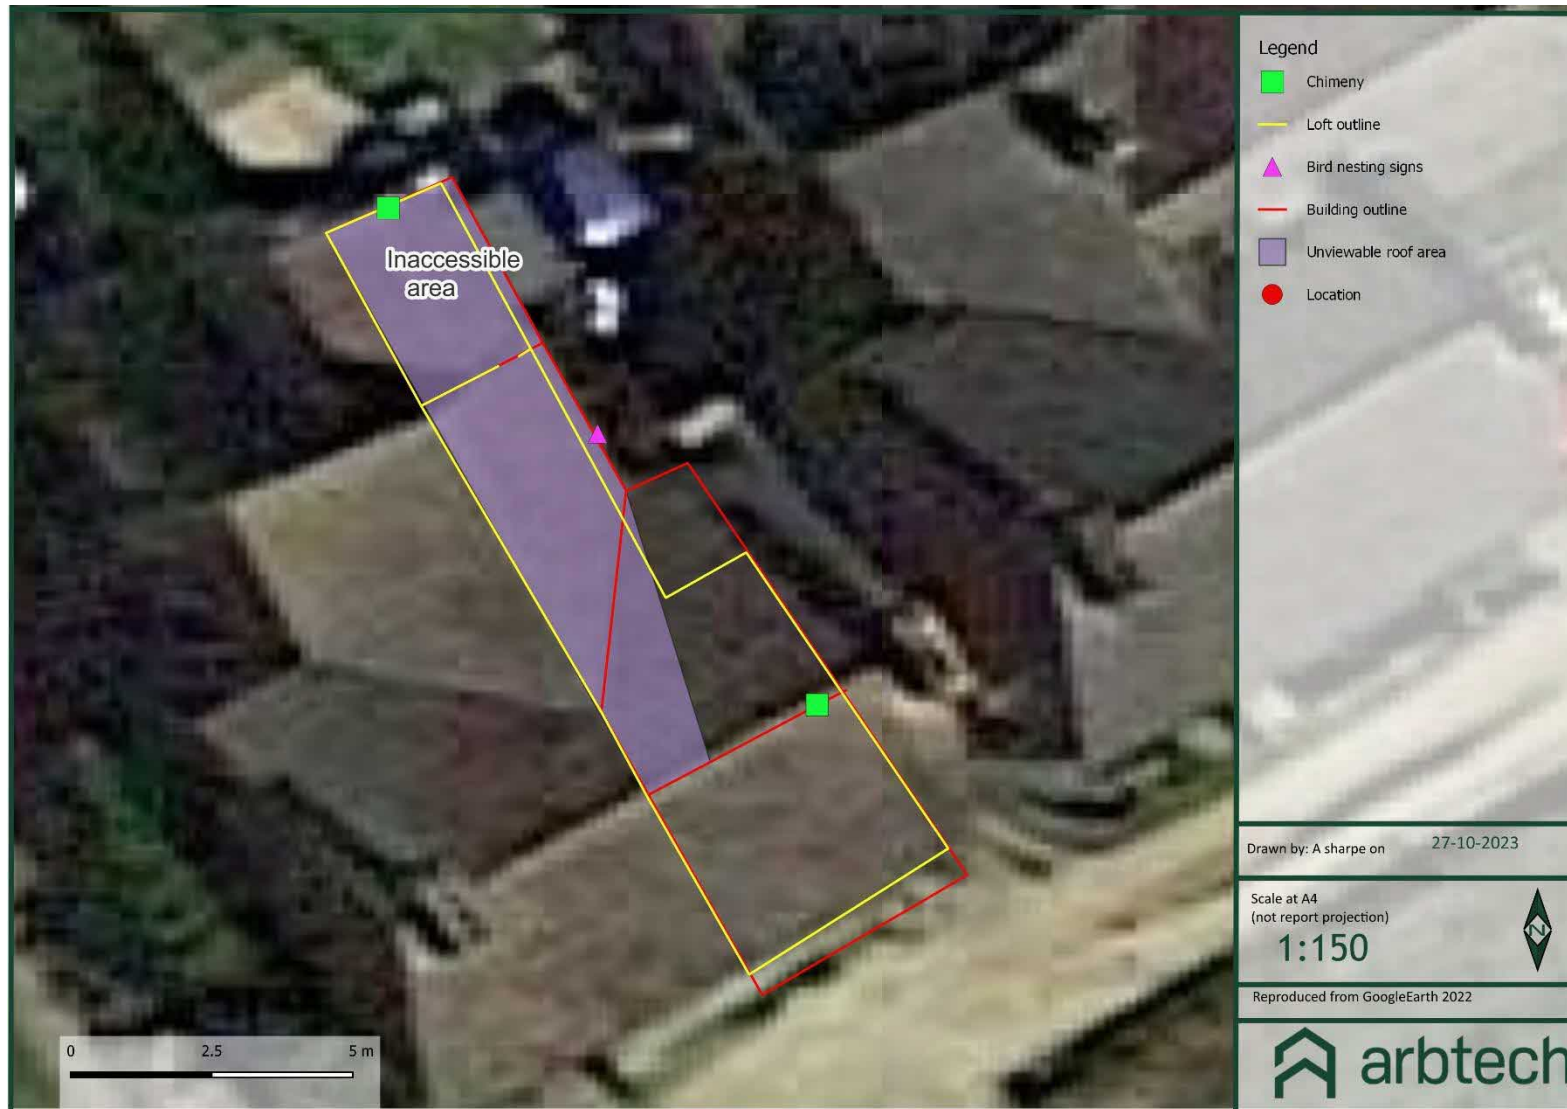 Inaccessible
area
0 2.5 5 m
Legend
Chimeny
Loft outline
Bird nesting signs
Building outline
Unviewable roof area
Location
Drawn by: A sharpe on 27-10-2023
Scale at A4
(not report projection)
1:150
N
Reproduced from GoogleEarth 2022
arbtech